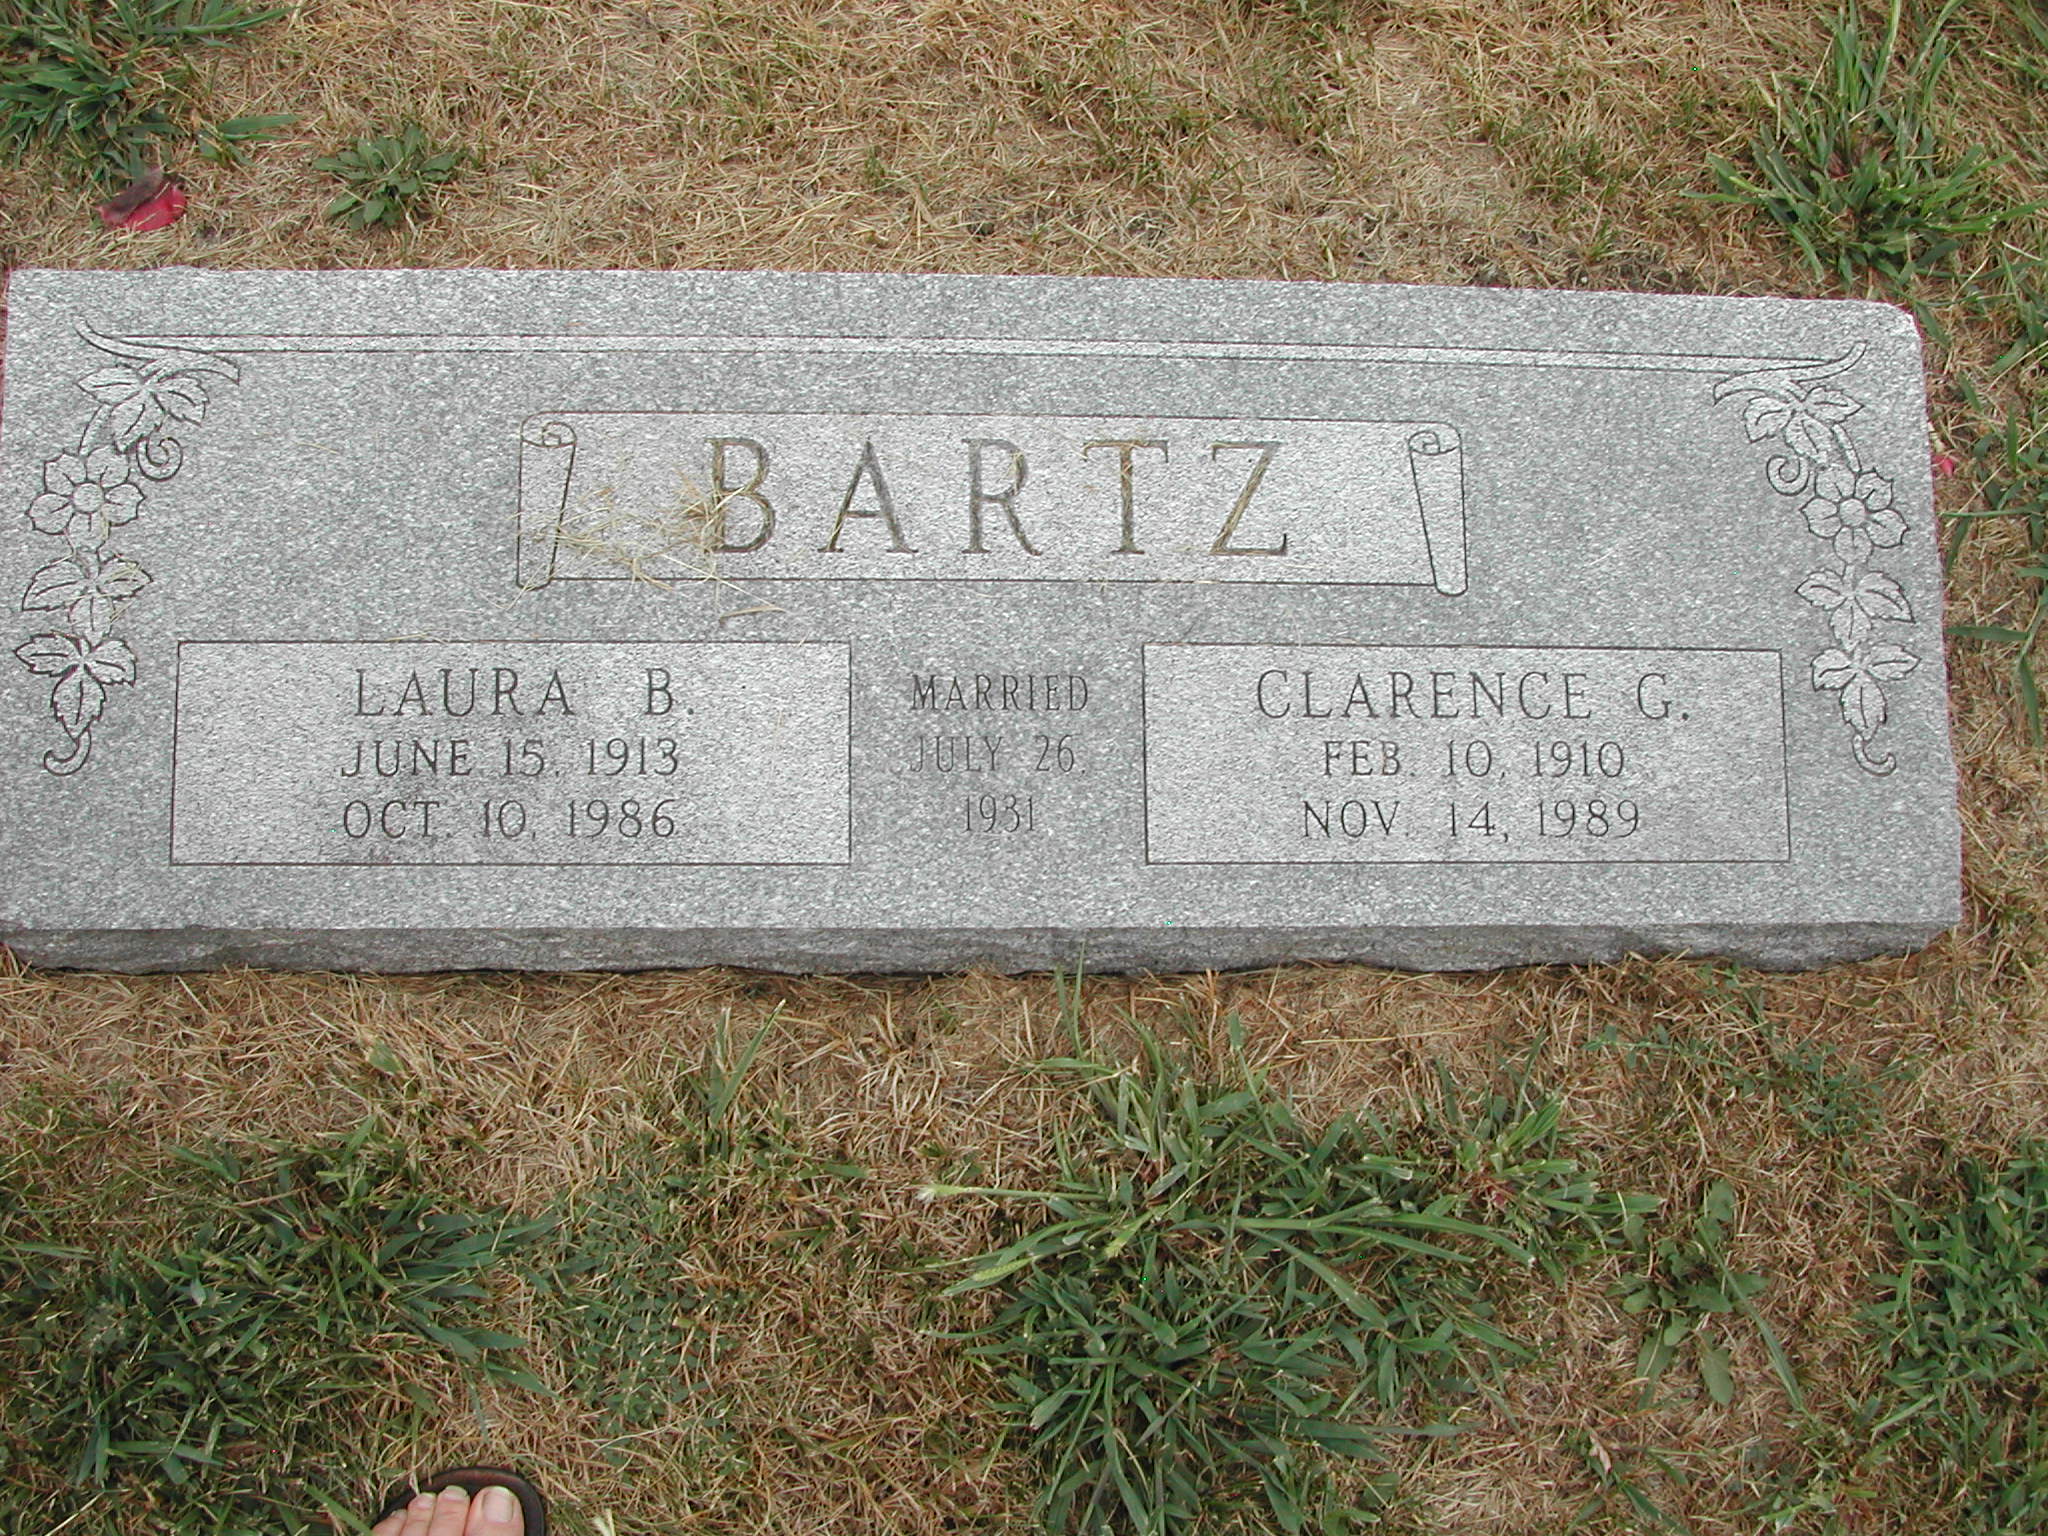 BARTZ
LAURA B.
JUNE 15, 1913
OCT. 10, 1986
MARRIED
JULY 26,
1931
CLARENCE G.
FEB. 10, 1910
NOV. 14, 1989